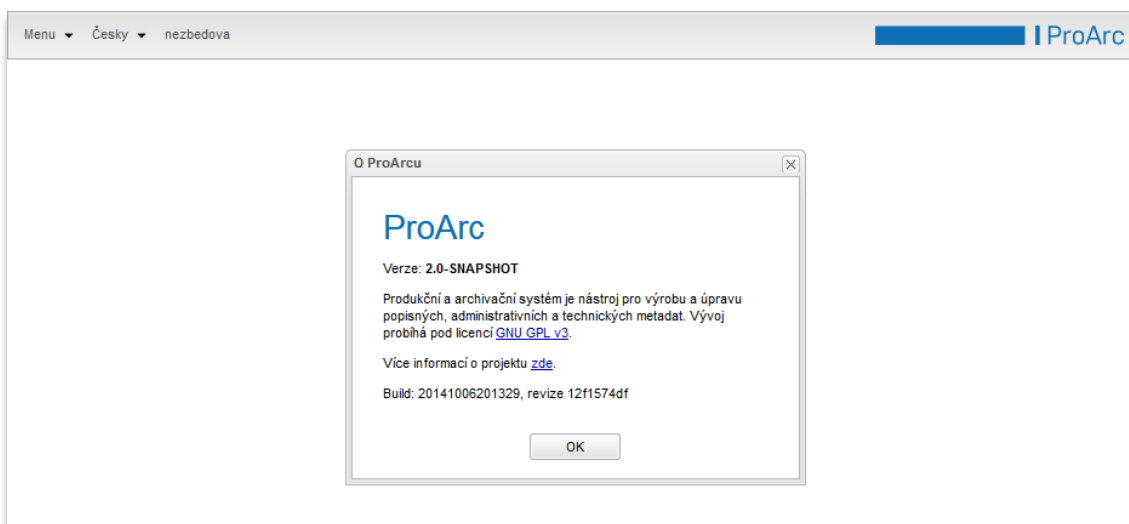 Menu Česky nezbedova ProArc
O ProArcu
ProArc
Verze: 2.0-SNAPSHOT
Produkční a archivační systém je nástroj pro výrobu a úpravu
popisných, administrativních a technických metadat. Vývoj
probíhá pod licencí GNU GPL v3.
Více informací o projektu zde.
Build: 20141006201329, revize 12f1574df
OK